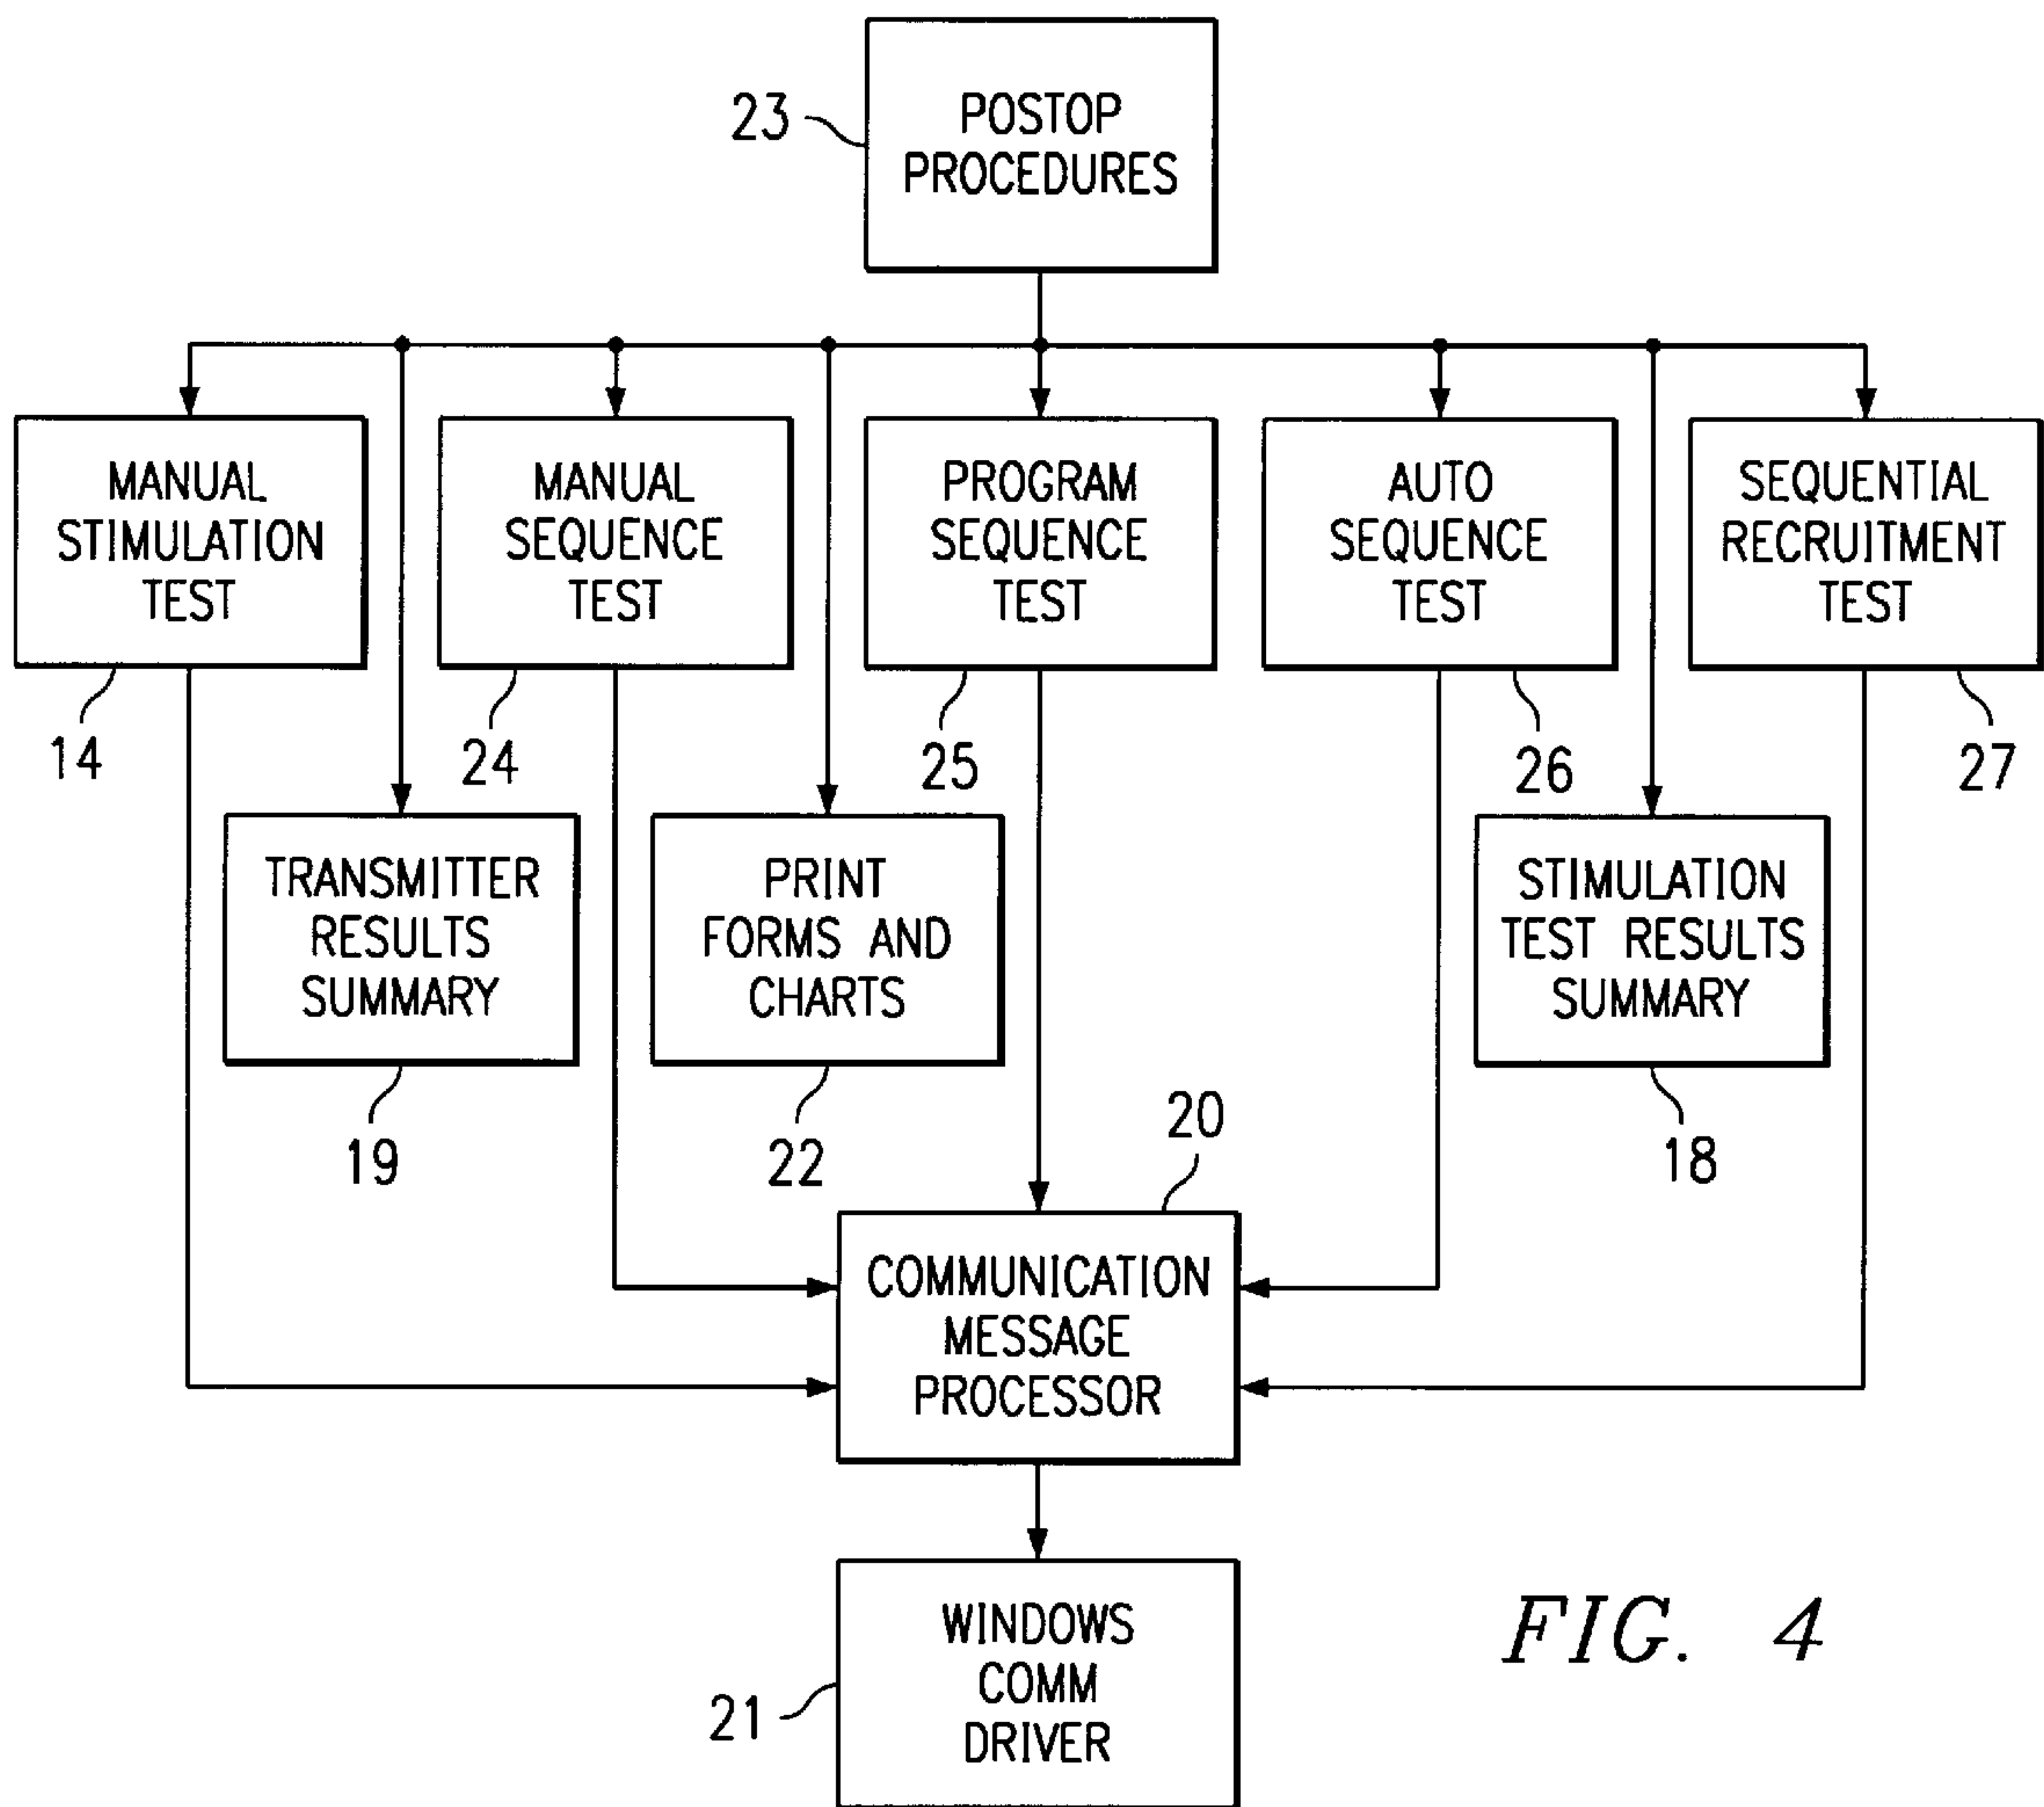 POSTOP
PROCEDURES
23
MANUAL
STIMULATION
TEST
14
MANUAL
SEQUENCE
TEST
24
PROGRAM
SEQUENCE
TEST
25
AUTO
SEQUENCE
TEST
26
SEQUENTIAL
RECRUITMENT
TEST
27
TRANSMITTER
RESULTS
SUMMARY
19
PRINT
FORMS AND
CHARTS
22
STIMULATION
TEST RESULTS
SUMMARY
18
20
COMMUNICATION
MESSAGE
PROCESSOR
WINDOWS
COMM
DRIVER
21
FIG. 4